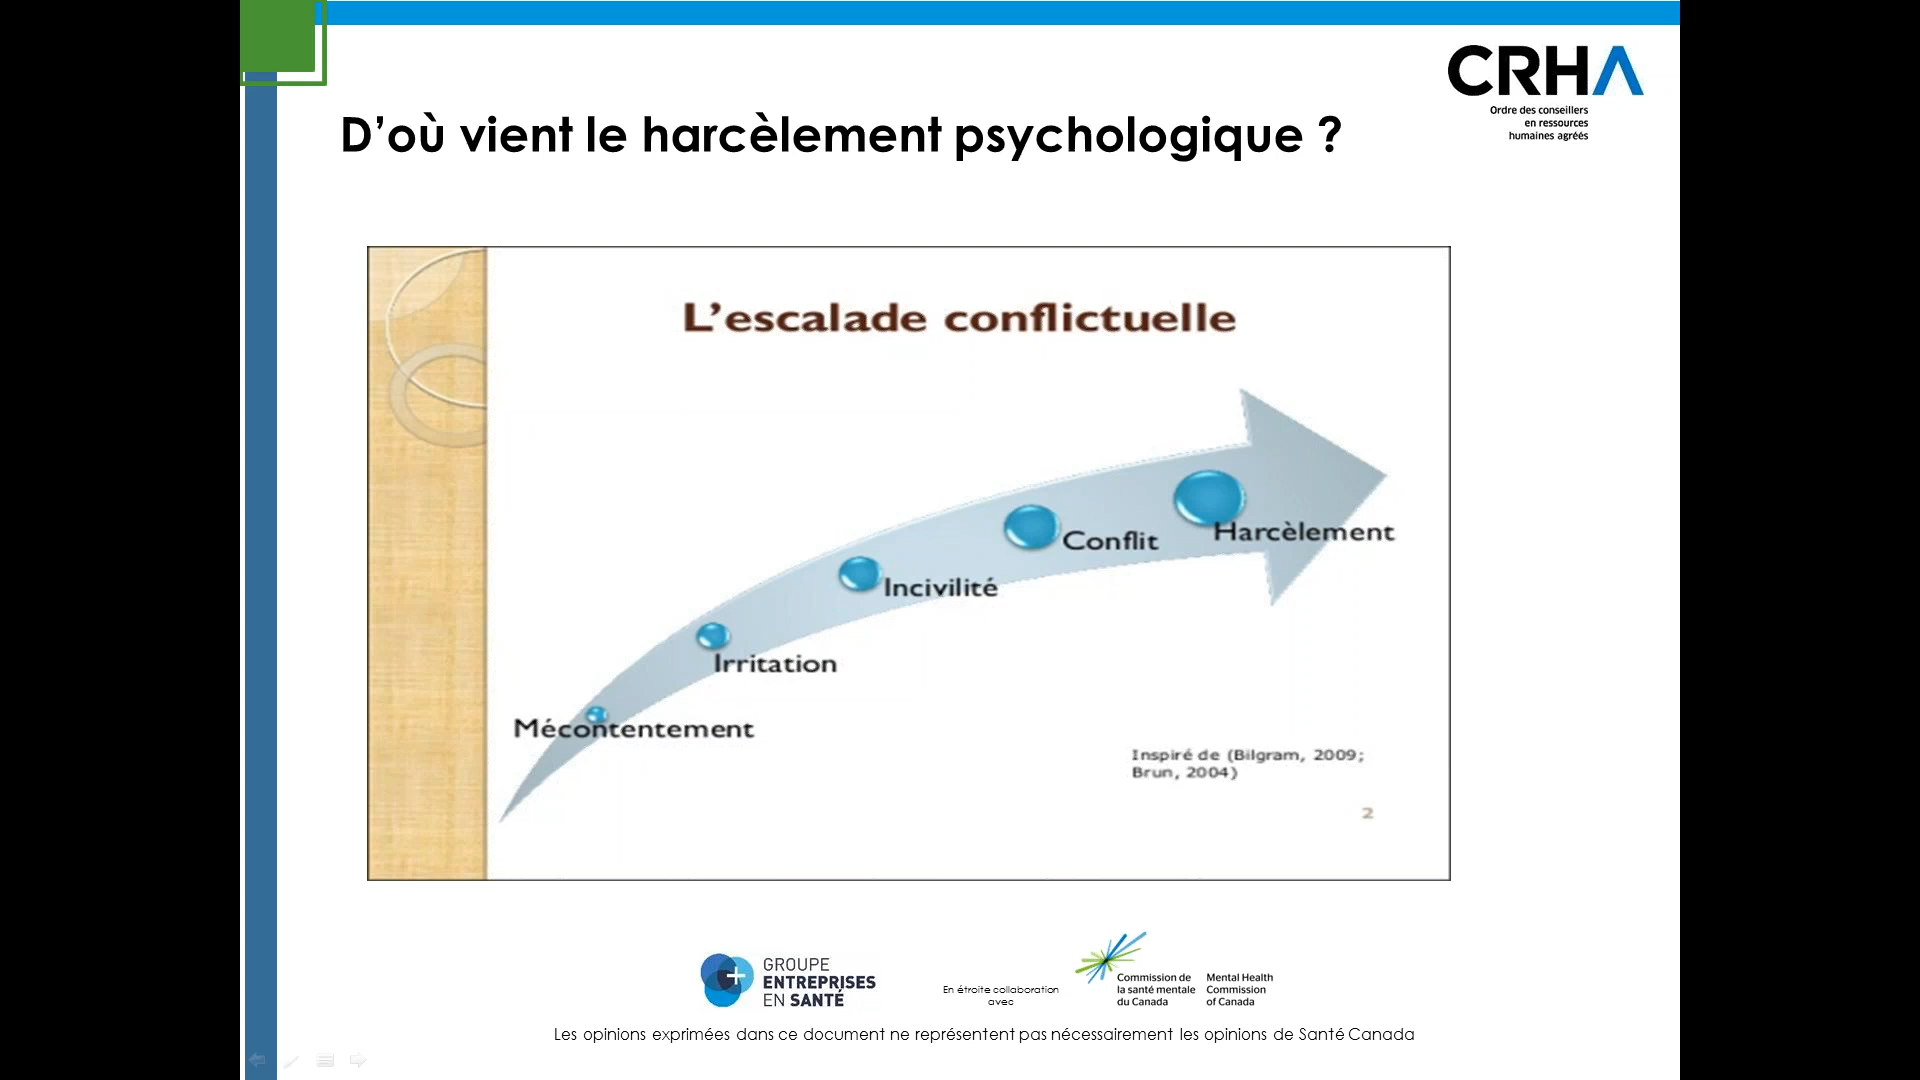 CRHA
Ordre des conseillers
en ressources
humaines agréés
D’où vient le harcèlement psychologique ?
L’escalade conflictuelle
Harcèlement
Conflit
Incivilité
Irritation
Mécontentement
Inspiré de (Bilgram, 2009;
Brun, 2004)
2
GROUPE
ENTREPRISES
EN SANTÉ
En étroite collaboration
avec
Commission de
la santé mentale
du Canada
Mental Health
Commission
of Canada
Les opinions exprimées dans ce document ne représentent pas nécessairement les opinions de Santé Canada